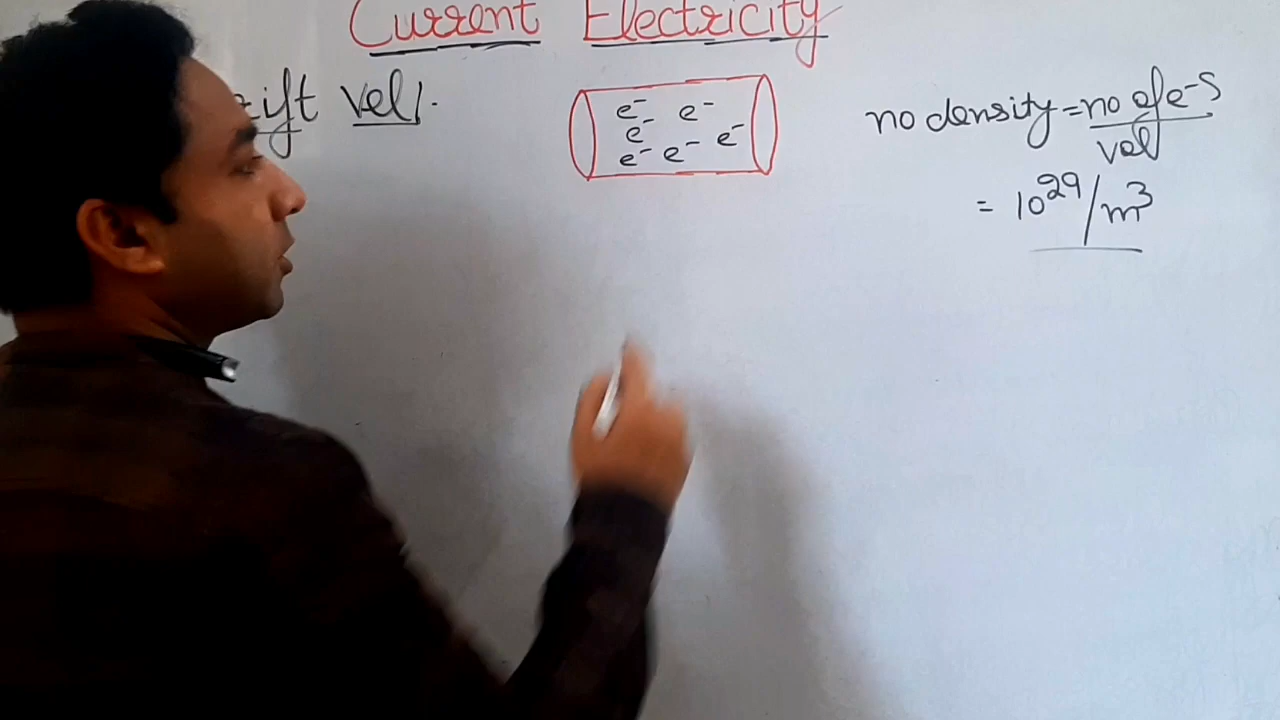 Current Electricity
ift vel.
e⁻ e⁻
e⁻ e⁻
e⁻ e⁻
no density = no of e⁻s
vol
= 10²⁹/m³